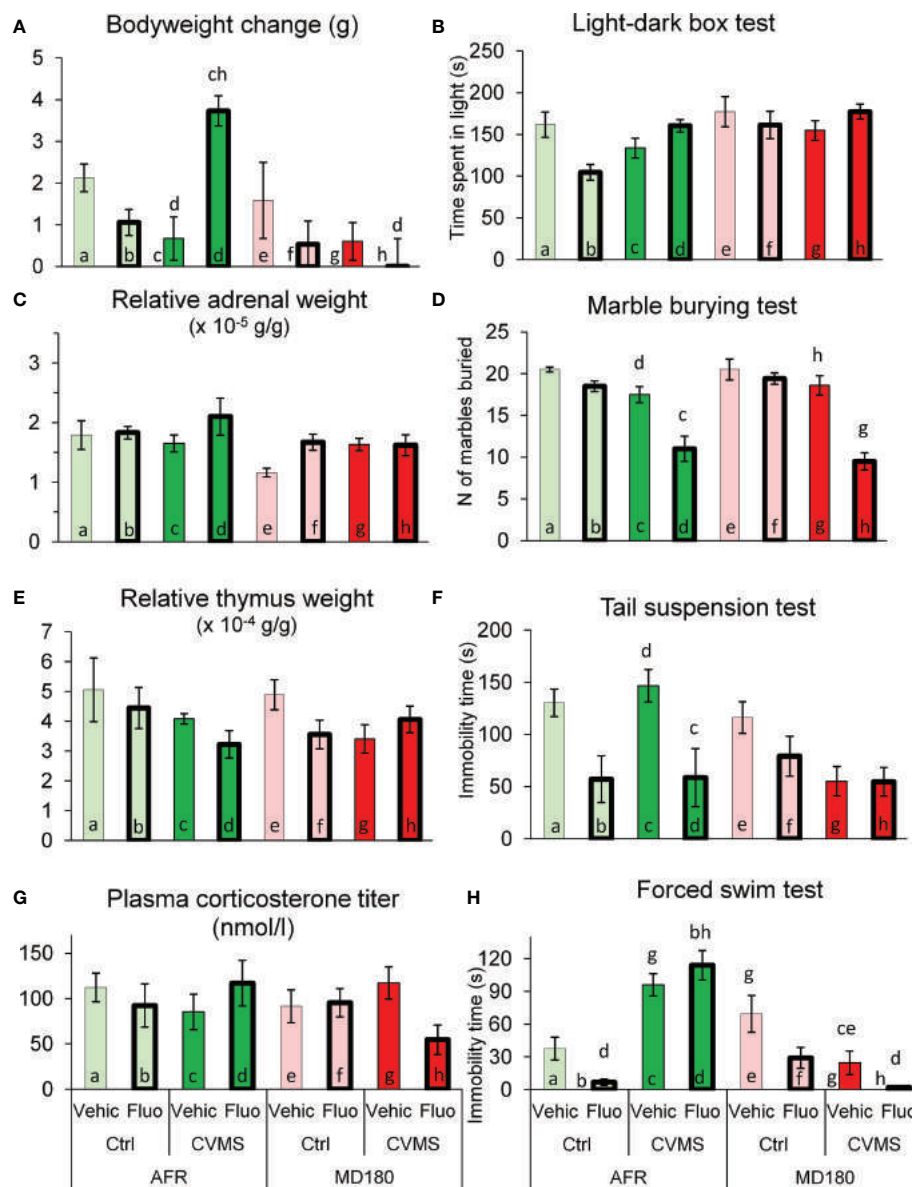 A Bodyweight change (g)
5
4
3
2
1
0
ch
d
d
a b c d e f g h
B Light-dark box test
Time spent in light (s)
250
200
150
100
50
0
a b c d e f g h
C Relative adrenal weight
(x 10-5 g/g)
3
2
1
0
a b c d e f g h
D Marble burying test
N of marbles buried
25
20
15
10
5
0
d
c
h
g
a b c d e f g h
E Relative thymus weight
(x 10-4 g/g)
7
6
5
4
3
2
1
0
a b c d e f g h
F Tail suspension test
Immobility time (s)
200
150
100
50
0
d
c
a b c d e f g h
G Plasma corticosterone titer
(nmol/l)
150
100
50
0
a b c d e f g h
Vehic Fluo Vehic Fluo Vehic Fluo Vehic Fluo
Ctrl CVMS Ctrl CVMS
AFR MD180
H Forced swim test
Immobility time (s)
120
90
60
30
0
d
g
bh
g
ce
d
a b c d e f g h
Vehic Fluo Vehic Fluo Vehic Fluo Vehic Fluo
Ctrl CVMS Ctrl CVMS
AFR MD180